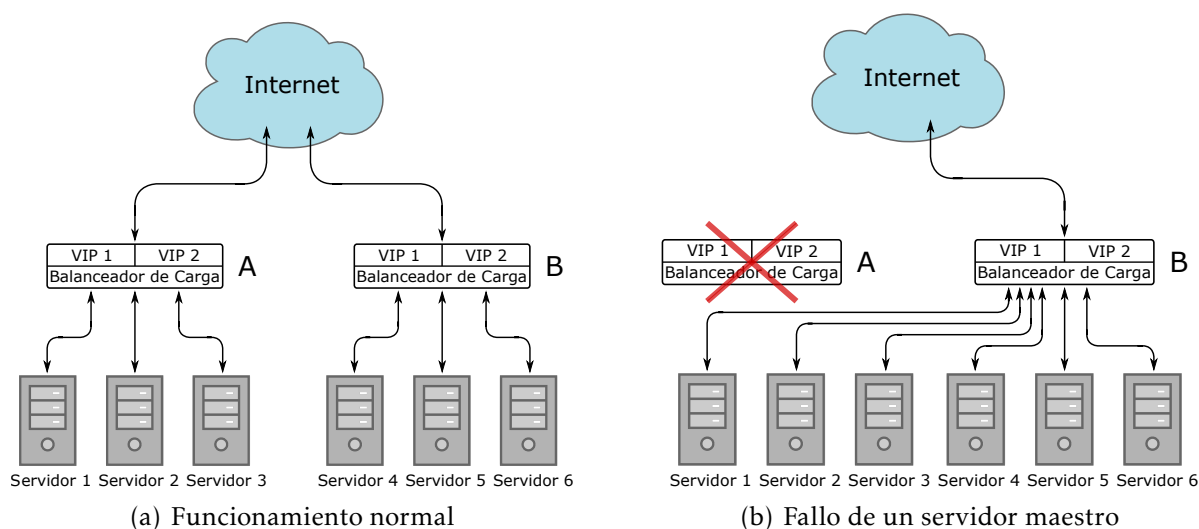 Internet
VIP 1 VIP 2
Balanceador de Carga
A
VIP 1 VIP 2
Balanceador de Carga
B
Servidor 1 Servidor 2 Servidor 3
Servidor 4 Servidor 5 Servidor 6
(a) Funcionamiento normal
Internet
VIP 1 VIP 2
Balanceador de Carga
A
VIP 1 VIP 2
Balanceador de Carga
B
Servidor 1 Servidor 2 Servidor 3 Servidor 4 Servidor 5 Servidor 6
(b) Fallo de un servidor maestro